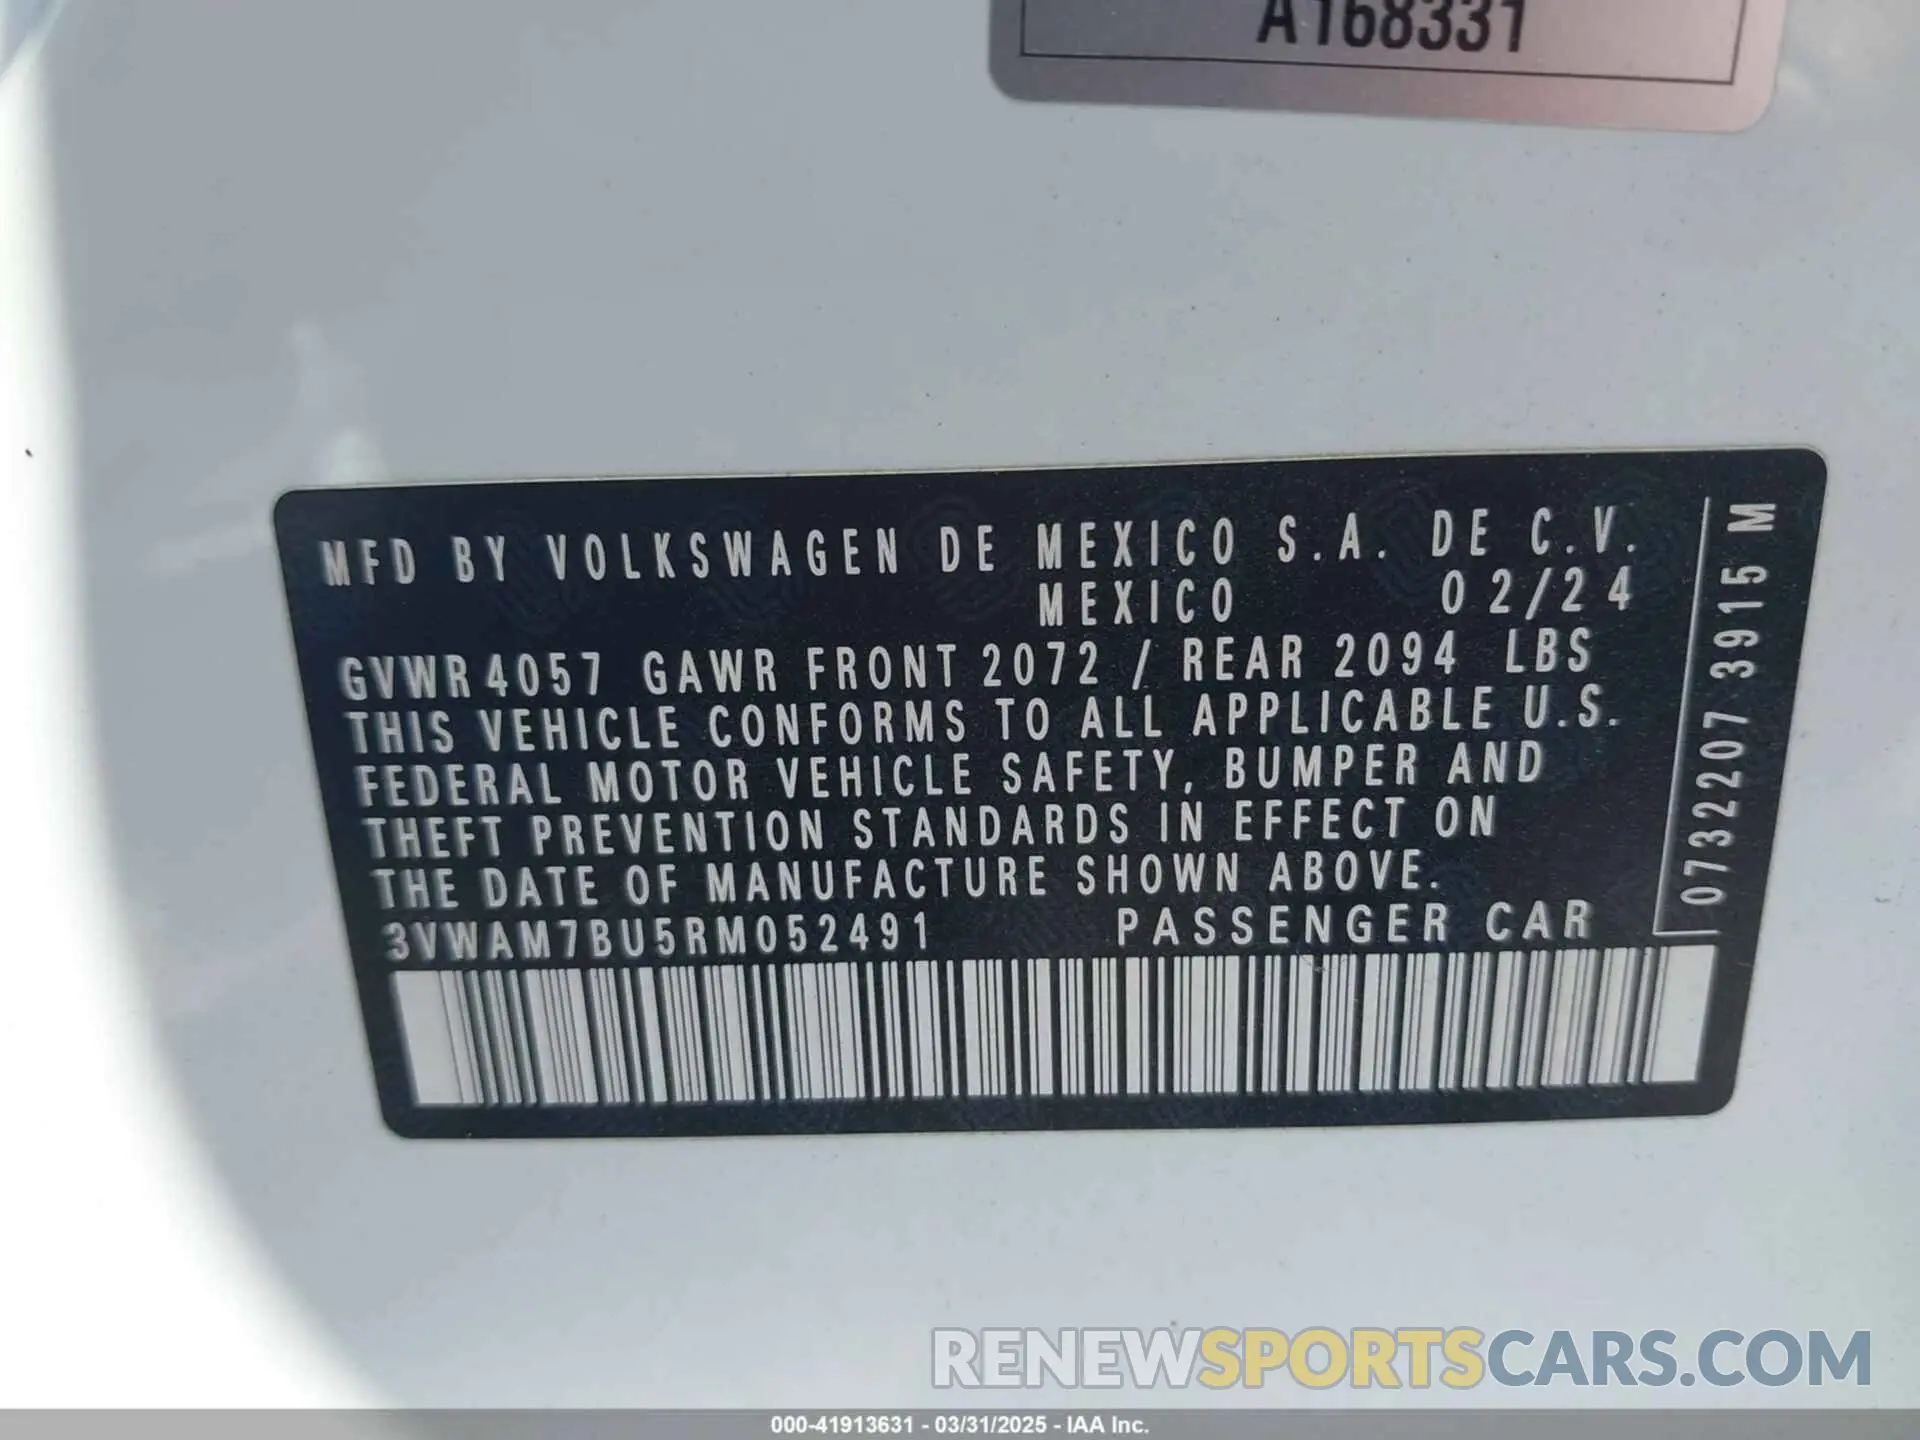 A168331
MFD BY VOLKSWAGEN DE MEXICO S.A. DE C.V.
MEXICO 02/24
GVWR 4057 GAWR FRONT 2072 / REAR 2094 LBS
THIS VEHICLE CONFORMS TO ALL APPLICABLE U.S.
FEDERAL MOTOR VEHICLE SAFETY, BUMPER AND
THEFT PREVENTION STANDARDS IN EFFECT ON
THE DATE OF MANUFACTURE SHOWN ABOVE.
3VWAM7BU5RM052491 PASSENGER CAR
0732207 3915 M
RENEWSPORTSCARS.COM
000-41913631 - 03/31/2025 - IAA Inc.